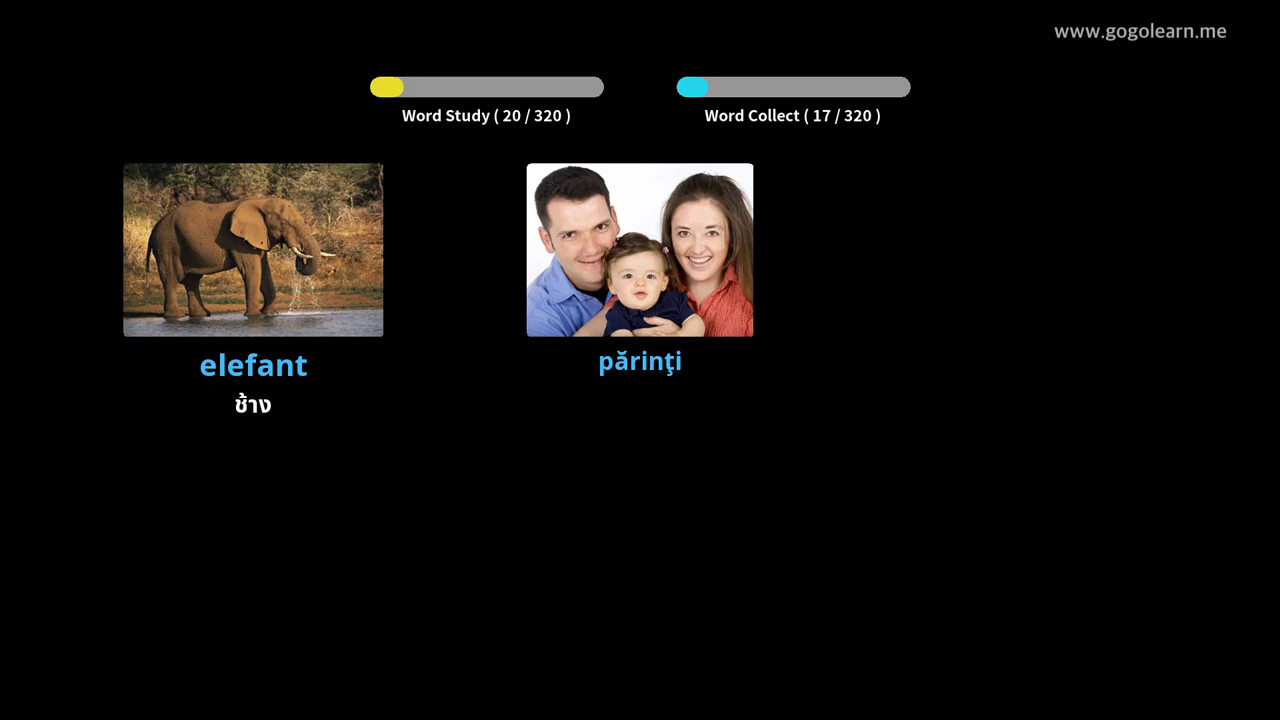 www.gogolearn.me
Word Study ( 20 / 320 )
Word Collect ( 17 / 320 )
elefant
ช้าง
părinţi